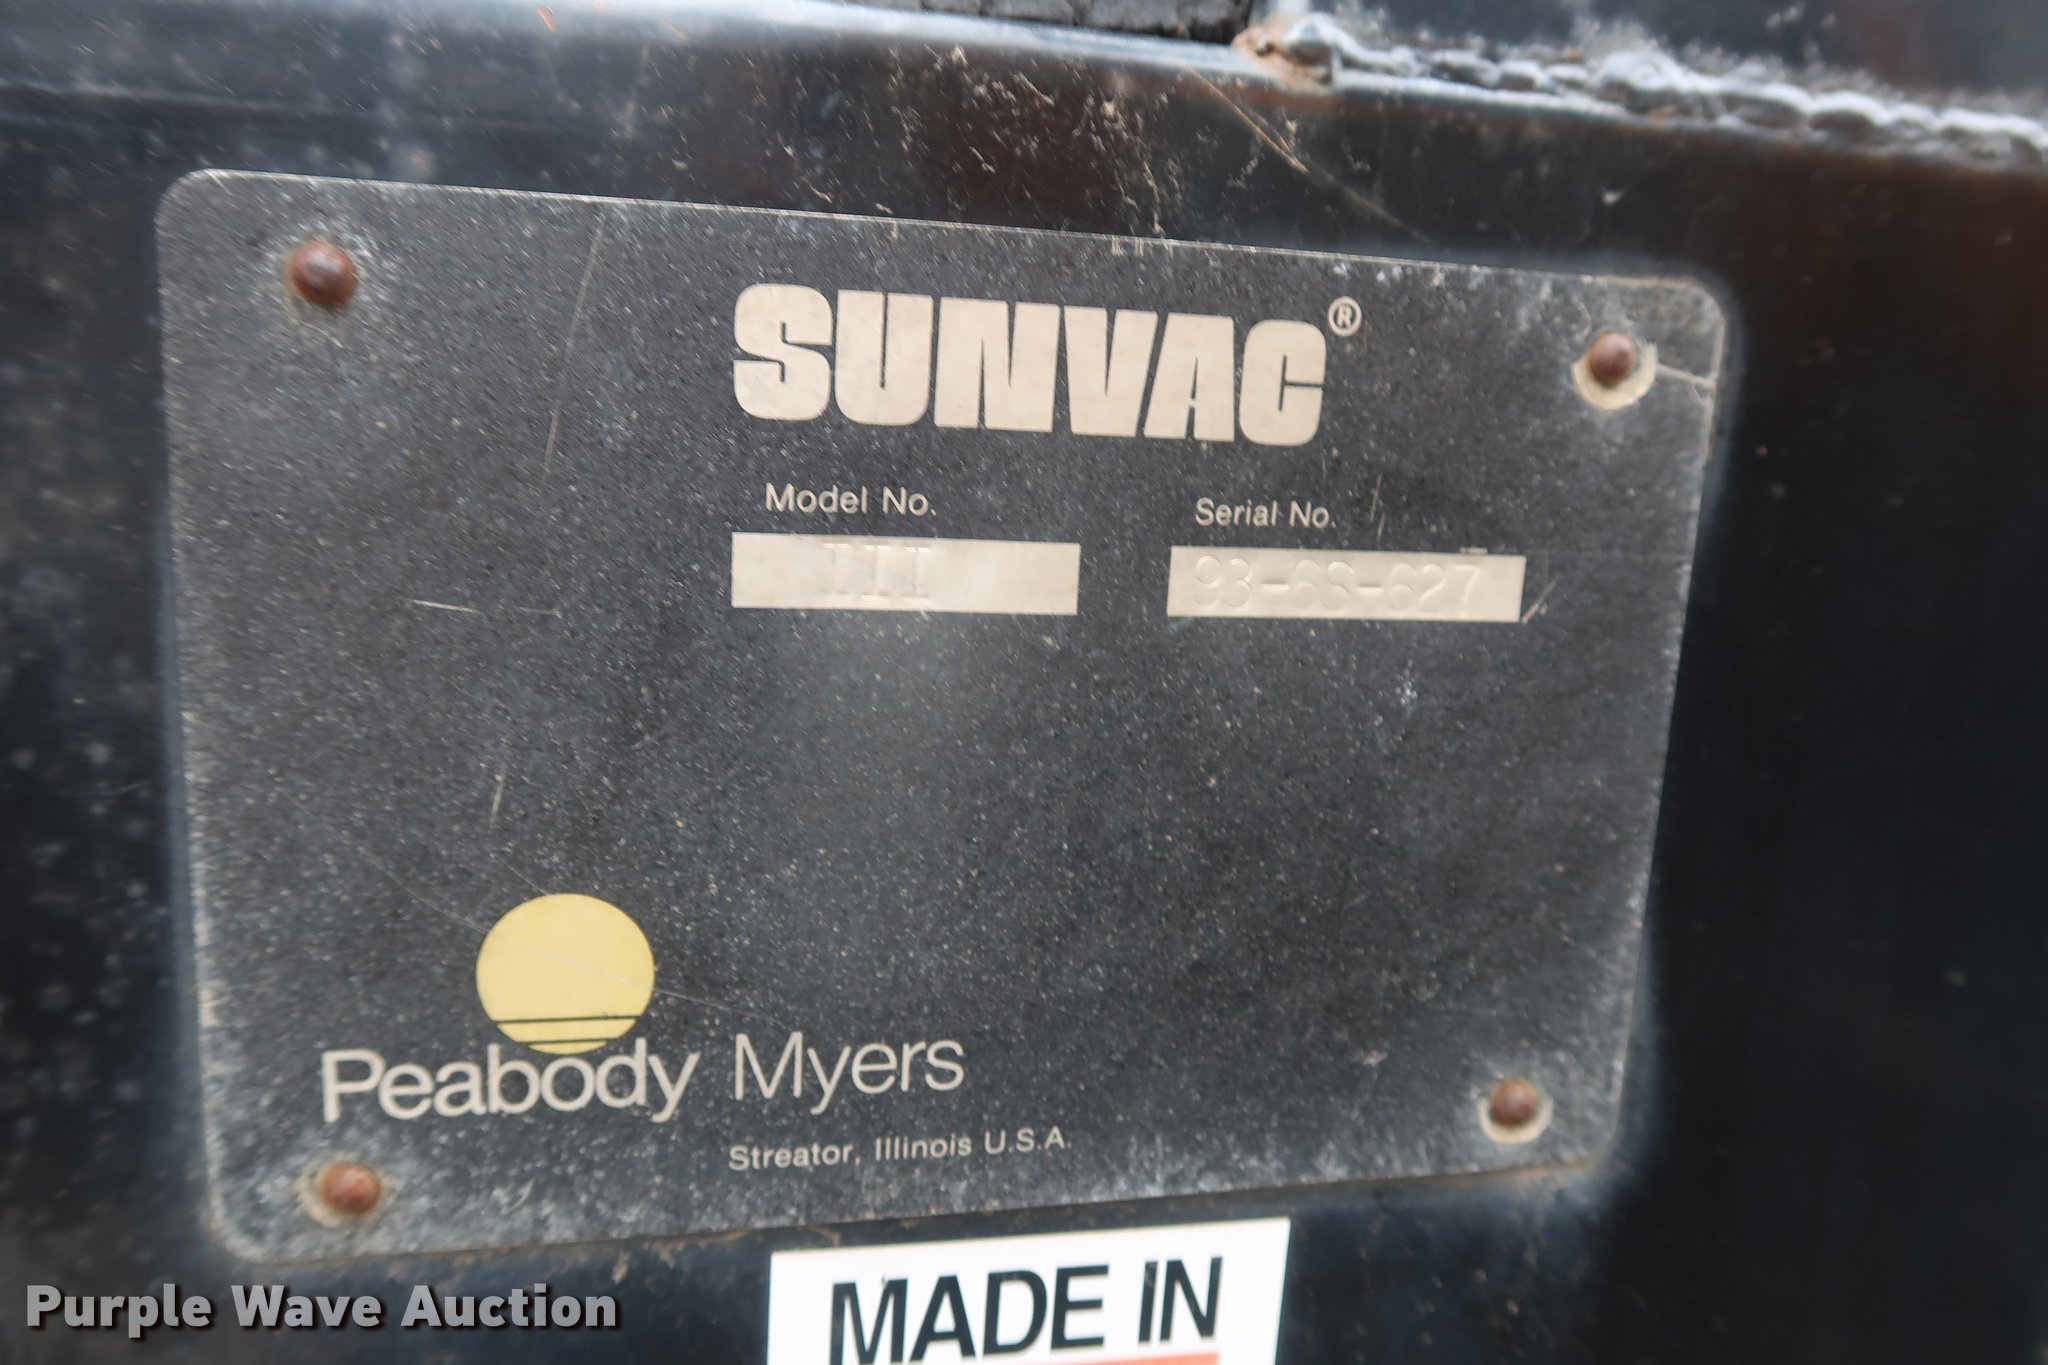 SUNVAC®
Model No. Serial No.
III 93-6S-627
Peabody Myers
Streator, Illinois U.S.A.
MADE IN
Purple Wave Auction